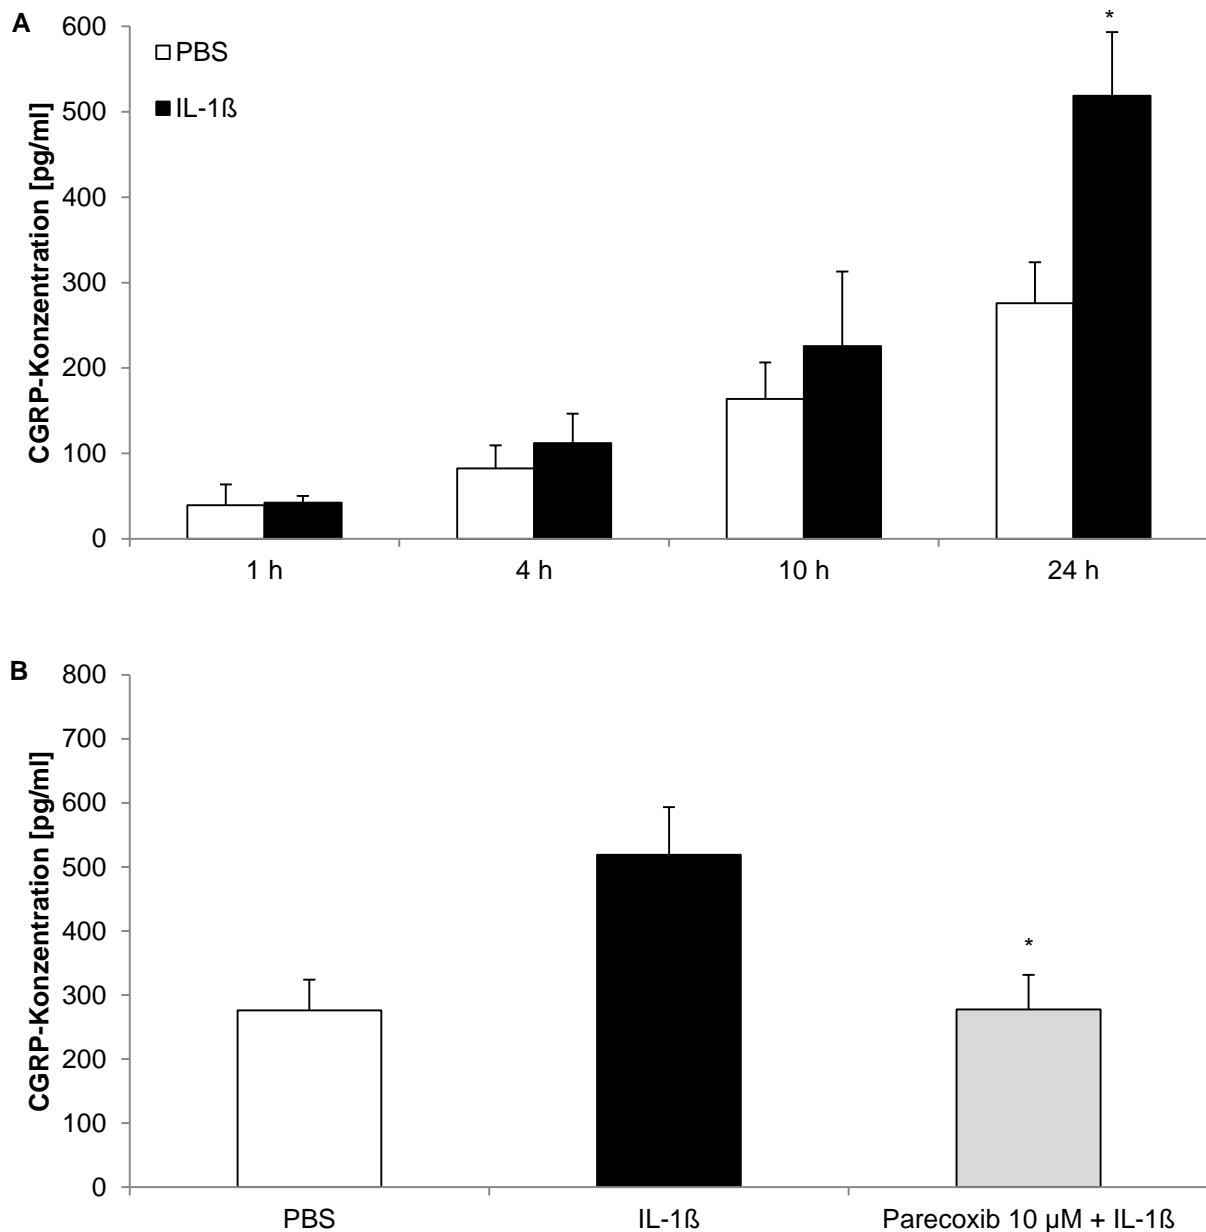 A
600
*
PBS
IL-1ß
500
400
300
200
100
0
CGRP-Konzentration [pg/ml]
1 h 4 h 10 h 24 h
B
800
700
600
500
400
300
200
100
0
*
CGRP-Konzentration [pg/ml]
PBS IL-1ß Parecoxib 10 µM + IL-1ß